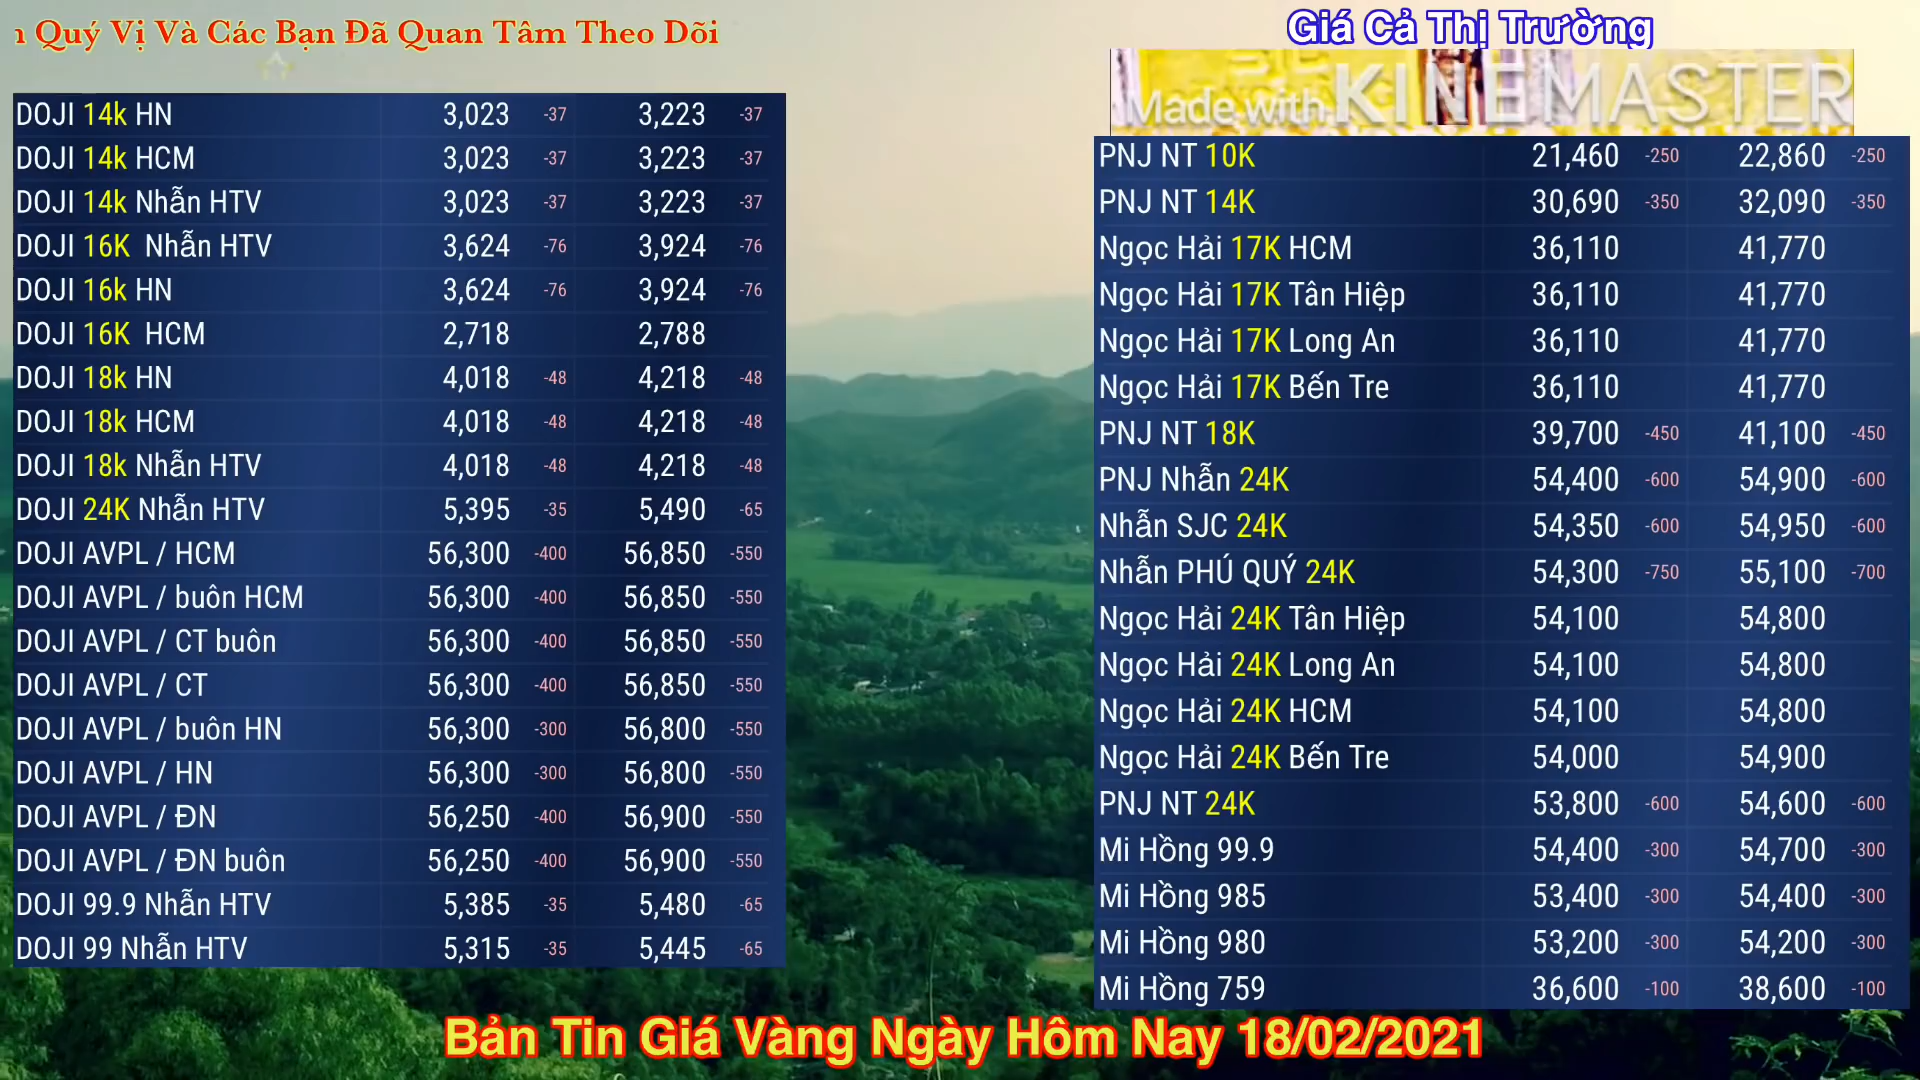 Quý Vị Và Các Bạn Đã Quan Tâm Theo Dõi
Giá Cả Thị Trường
Made with KINEMASTER
DOJI 14k HN 3,023 -37 3,223 -37
DOJI 14k HCM 3,023 -37 3,223 -37
DOJI 14k Nhẫn HTV 3,023 -37 3,223 -37
DOJI 16K Nhẫn HTV 3,624 -76 3,924 -76
DOJI 16k HN 3,624 -76 3,924 -76
DOJI 16K HCM 2,718 2,788
DOJI 18k HN 4,018 -48 4,218 -48
DOJI 18k HCM 4,018 -48 4,218 -48
DOJI 18k Nhẫn HTV 4,018 -48 4,218 -48
DOJI 24K Nhẫn HTV 5,395 -35 5,490 -65
DOJI AVPL / HCM 56,300 -400 56,850 -550
DOJI AVPL / buôn HCM 56,300 -400 56,850 -550
DOJI AVPL / CT buôn 56,300 -400 56,850 -550
DOJI AVPL / CT 56,300 -400 56,850 -550
DOJI AVPL / buôn HN 56,300 -300 56,800 -550
DOJI AVPL / HN 56,300 -300 56,800 -550
DOJI AVPL / ĐN 56,250 -400 56,900 -550
DOJI AVPL / ĐN buôn 56,250 -400 56,900 -550
DOJI 99.9 Nhẫn HTV 5,385 -35 5,480 -65
DOJI 99 Nhẫn HTV 5,315 -35 5,445 -65
PNJ NT 10K 21,460 -250 22,860 -250
PNJ NT 14K 30,690 -350 32,090 -350
Ngọc Hải 17K HCM 36,110 41,770
Ngọc Hải 17K Tân Hiệp 36,110 41,770
Ngọc Hải 17K Long An 36,110 41,770
Ngọc Hải 17K Bến Tre 36,110 41,770
PNJ NT 18K 39,700 -450 41,100 -450
PNJ Nhẫn 24K 54,400 -600 54,900 -600
Nhẫn SJC 24K 54,350 -600 54,950 -600
Nhẫn PHÚ QUÝ 24K 54,300 -750 55,100 -700
Ngọc Hải 24K Tân Hiệp 54,100 54,800
Ngọc Hải 24K Long An 54,100 54,800
Ngọc Hải 24K HCM 54,100 54,800
Ngọc Hải 24K Bến Tre 54,000 54,900
PNJ NT 24K 53,800 -600 54,600 -600
Mi Hồng 99.9 54,400 -300 54,700 -300
Mi Hồng 985 53,400 -300 54,400 -300
Mi Hồng 980 53,200 -300 54,200 -300
Mi Hồng 759 36,600 -100 38,600 -100
Bản Tin Giá Vàng Ngày Hôm Nay 18/02/2021